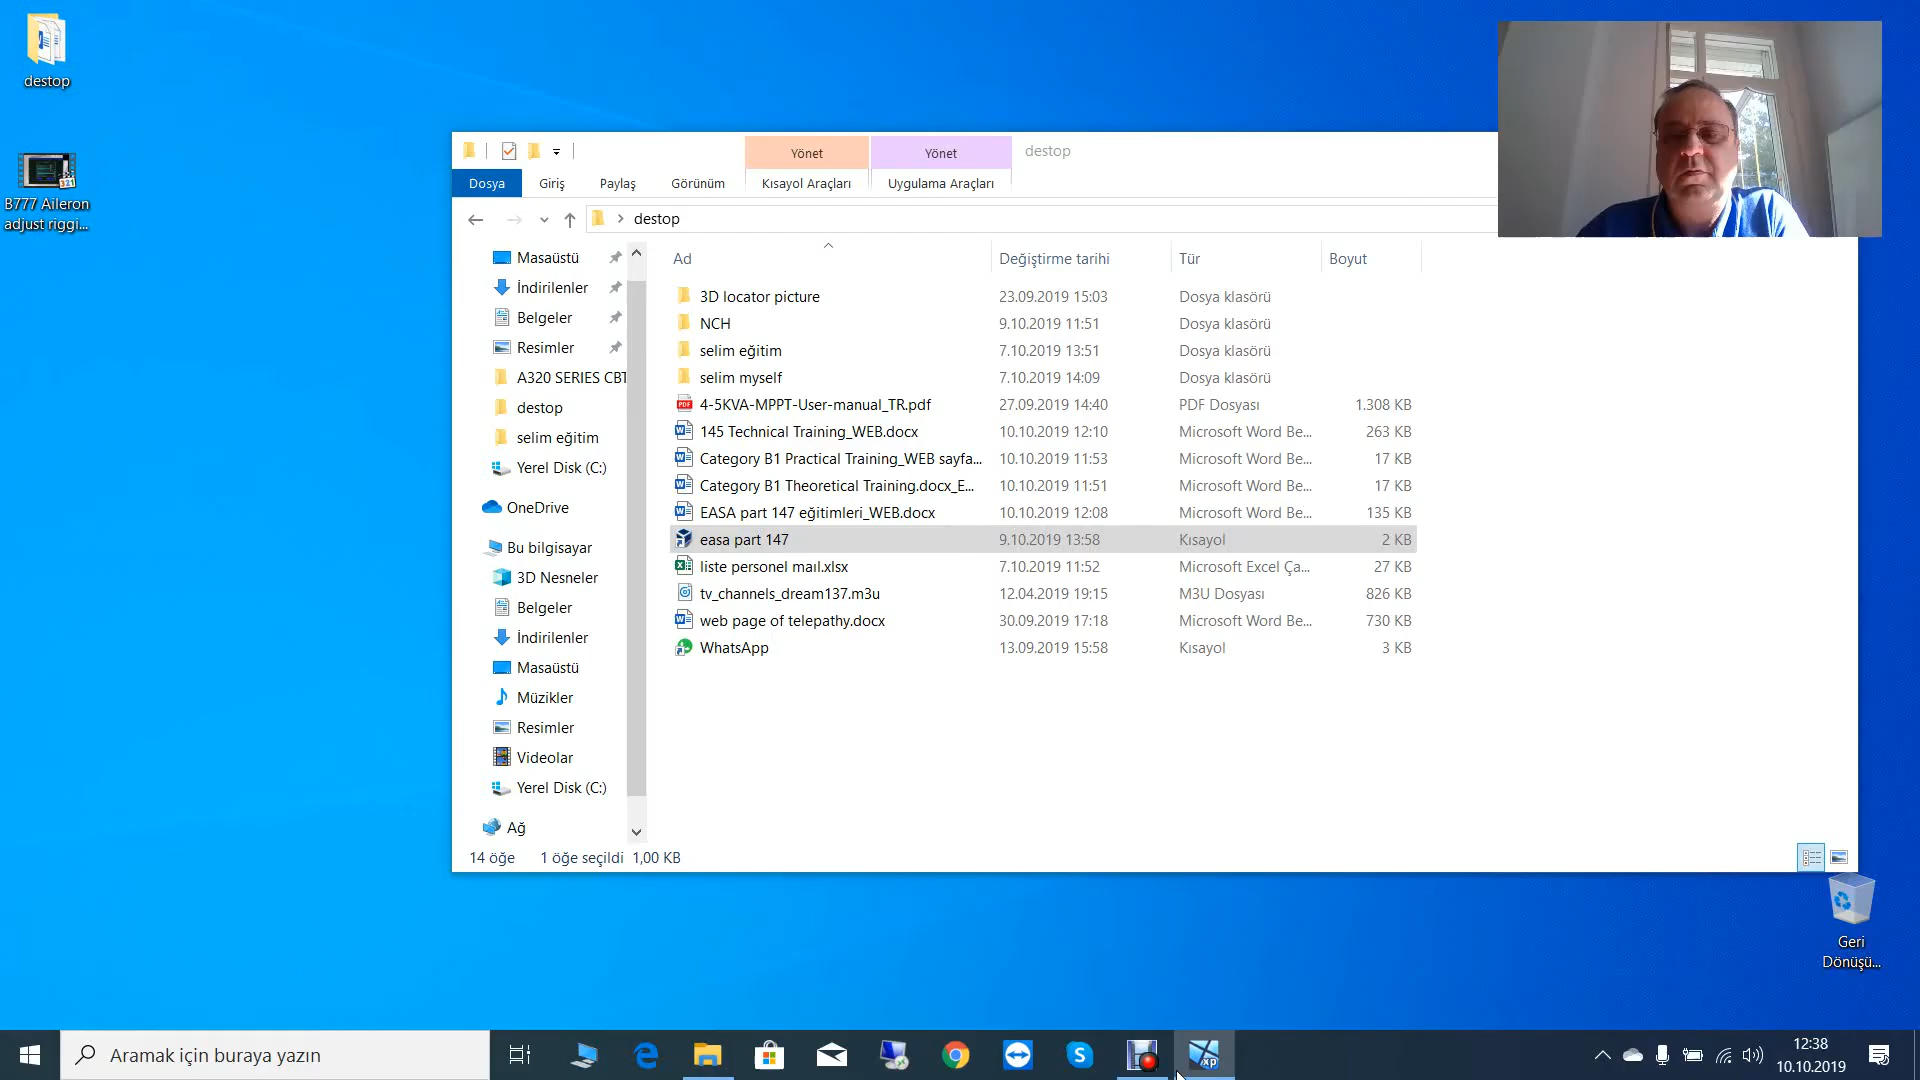 destop
B777 Aileron
adjust riggi...
Yönet
Yönet
destop
Dosya
Giriş
Paylaş
Görünüm
Kısayol Araçları
Uygulama Araçları
destop
Ad
Değiştirme tarihi
Tür
Boyut
Masaüstü
İndirilenler
Belgeler
Resimler
A320 SERIES CBT
destop
selim eğitim
Yerel Disk (C:)
OneDrive
Bu bilgisayar
3D Nesneler
Belgeler
İndirilenler
Masaüstü
Müzikler
Resimler
Videolar
Yerel Disk (C:)
Ağ
3D locator picture 23.09.2019 15:03 Dosya klasörü
NCH 9.10.2019 11:51 Dosya klasörü
selim eğitim 7.10.2019 13:51 Dosya klasörü
selim myself 7.10.2019 14:09 Dosya klasörü
4-5KVA-MPPT-User-manual_TR.pdf 27.09.2019 14:40 PDF Dosyası 1.308 KB
145 Technical Training_WEB.docx 10.10.2019 12:10 Microsoft Word Be... 263 KB
Category B1 Practical Training_WEB sayfa... 10.10.2019 11:53 Microsoft Word Be... 17 KB
Category B1 Theoretical Training.docx_E... 10.10.2019 11:51 Microsoft Word Be... 17 KB
EASA part 147 eğitimleri_WEB.docx 10.10.2019 12:08 Microsoft Word Be... 135 KB
easa part 147 9.10.2019 13:58 Kısayol 2 KB
liste personel maıl.xlsx 7.10.2019 11:52 Microsoft Excel Ça... 27 KB
tv_channels_dream137.m3u 12.04.2019 19:15 M3U Dosyası 826 KB
web page of telepathy.docx 30.09.2019 17:18 Microsoft Word Be... 730 KB
WhatsApp 13.09.2019 15:58 Kısayol 3 KB
14 öğe 1 öğe seçildi 1,00 KB
Geri
Dönüşü...
Aramak için buraya yazın
12:38
10.10.2019